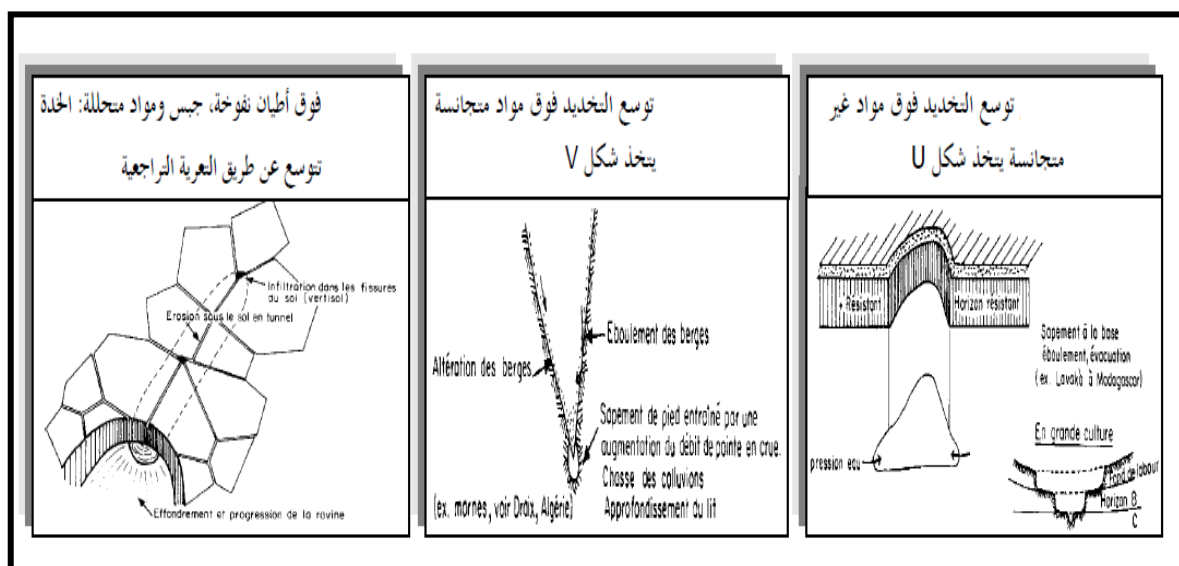 توسع التخديد فوق مواد غير
متجانسة يتخذ شكل U
+ Résistant
Horizon résistant
Sapement à la base
éboulement, évacuation
(ex. Lavaka à Madagascar)
pression eau
En grande culture
Fond de labour
Horizon B
C
توسع التخديد فوق مواد متجانسة
يتخذ شكل V
Eboulement des berges
Altération des berges
Sapement de pied entraîné par une
augmentation du débit de pointe en crue.
Chasse des colluvions
Approfondissement du lit
(ex. marnes, voir Draix, Algérie)
فوق أطيان نفوخة، جبس ومواد متحللة: الخدة
تتوسع عن طريق التعرية التراجعية
Infiltration dans les fissures
du sol (vertisol)
Erosion sous le sol en tunnel
Effondrement et progression de la ravine